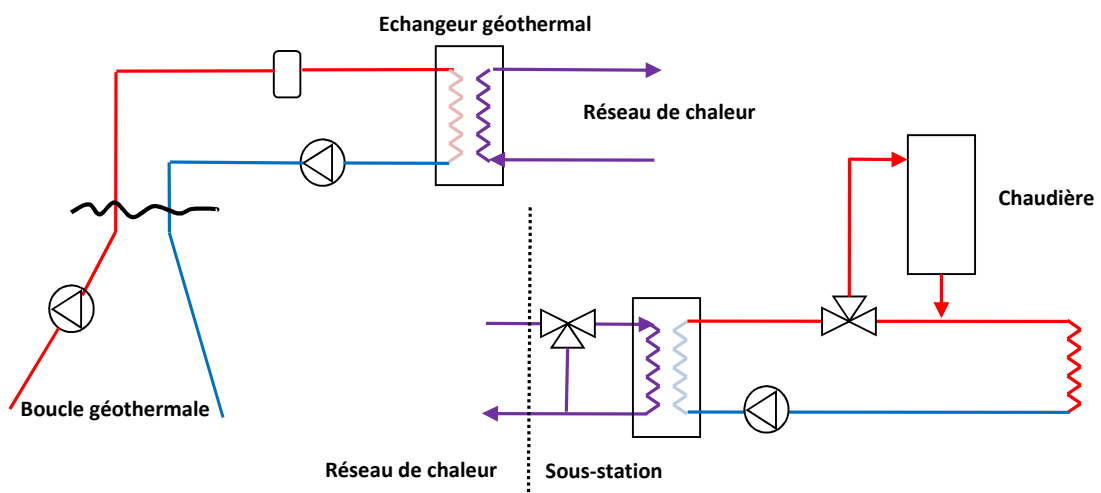 Echangeur géothermal
Réseau de chaleur
Chaudière
Boucle géothermale
Réseau de chaleur
Sous-station